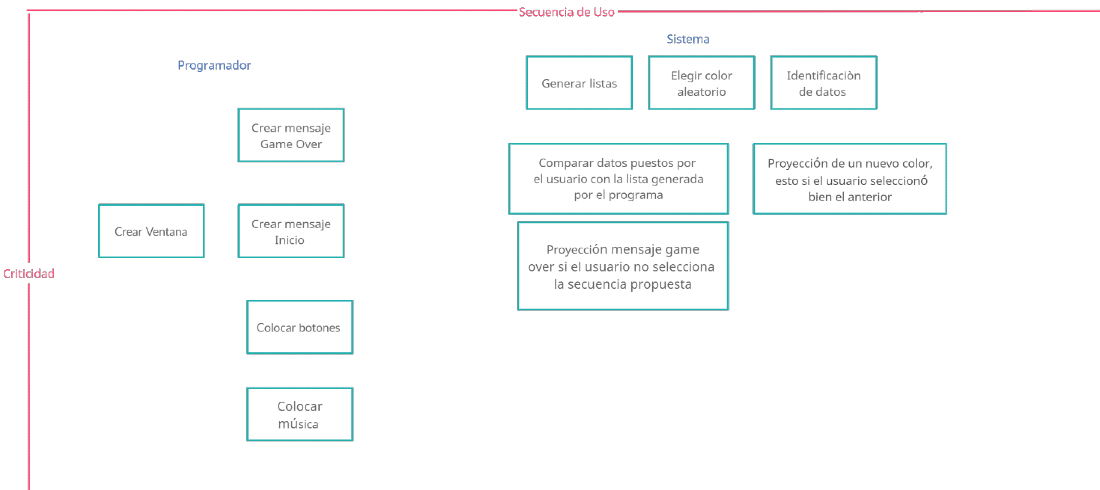 Secuencia de Uso
Sistema
Programador
Generar listas
Elegir color
aleatorio
Identificaciòn
de datos
Crear mensaje
Game Over
Comparar datos puestos por
el usuario con la lista generada
por el programa
Proyección de un nuevo color,
esto si el usuario seleccionó
bien el anterior
Crear Ventana
Crear mensaje
Inicio
Proyección mensaje game
over si el usuario no selecciona
la secuencia propuesta
Criticidad
Colocar botones
Colocar
música